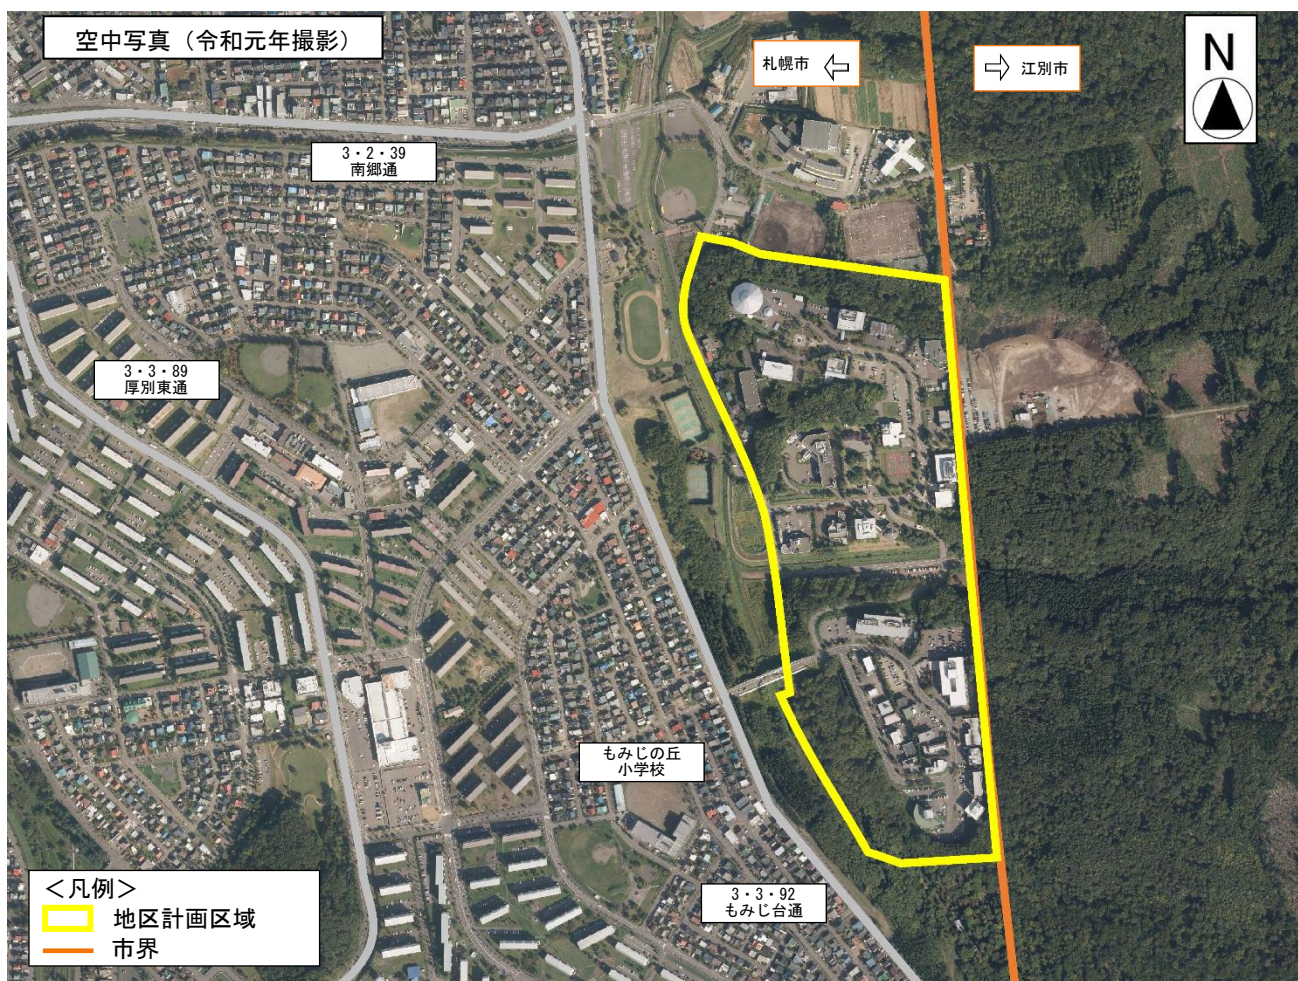 空中写真（令和元年撮影）
札幌市
江別市
N
3・2・39
南郷通
3・3・89
厚別東通
もみじの丘
小学校
3・3・92
もみじ台通
＜凡例＞
地区計画区域
市界